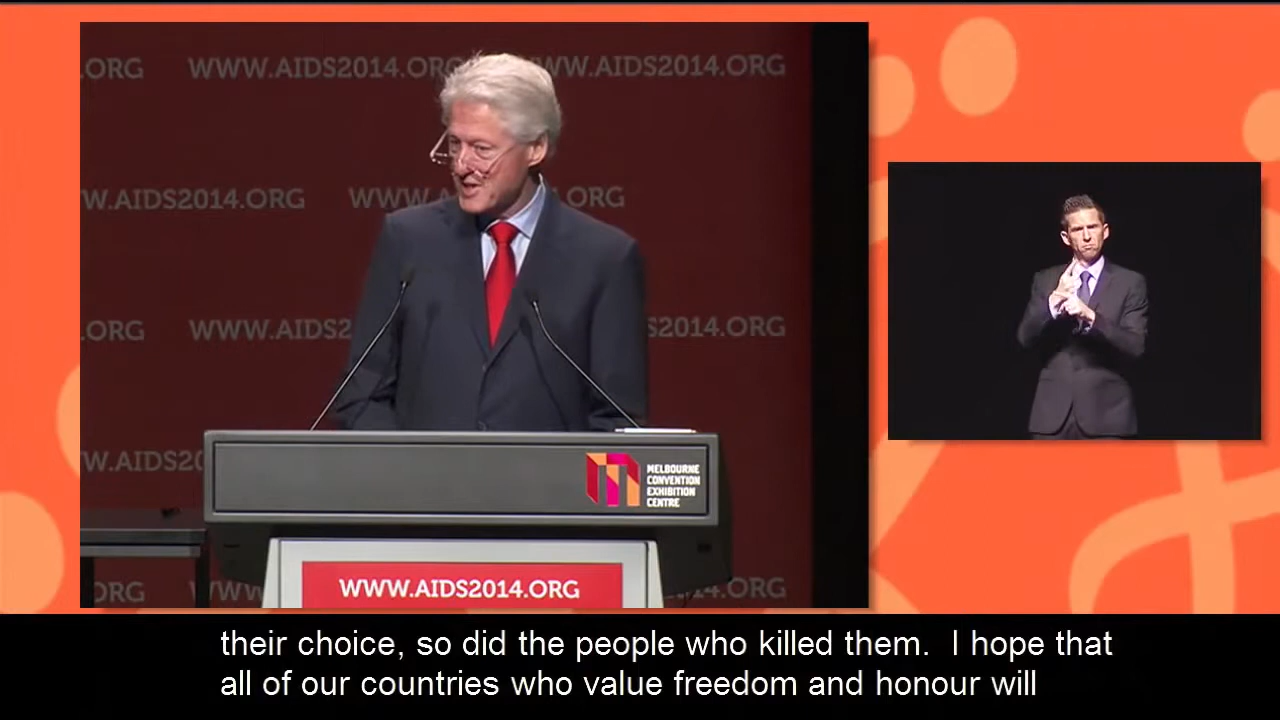 .ORG WWW.AIDS2014.ORG WWW.AIDS2014.ORG
W.AIDS2014.ORG WWW. ORG
.ORG WWW.AIDS S2014.ORG
W.AIDS20
MELBOURNE
CONVENTION
EXHIBITION
CENTRE
WWW.AIDS2014.ORG
.ORG WW 14.ORG
their choice, so did the people who killed them. I hope that
all of our countries who value freedom and honour will